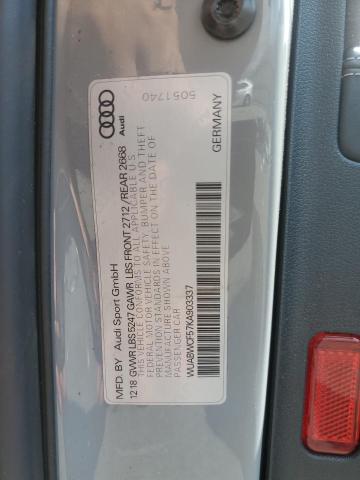 Audi
5051740
MFD. BY Audi Sport GmbH
12 18 GVWR LBS 5247 GAWR LBS FRONT 2712 /REAR 2668
THIS VEHICLE CONFORMS TO ALL APPLICABLE U.S.
FEDERAL MOTOR VEHICLE SAFETY, BUMPER AND THEFT
PREVENTION STANDARDS IN EFFECT ON THE DATE OF
MANUFACTURE SHOWN ABOVE
PASSENGER CAR
WUABWCF57KA903337
GERMANY